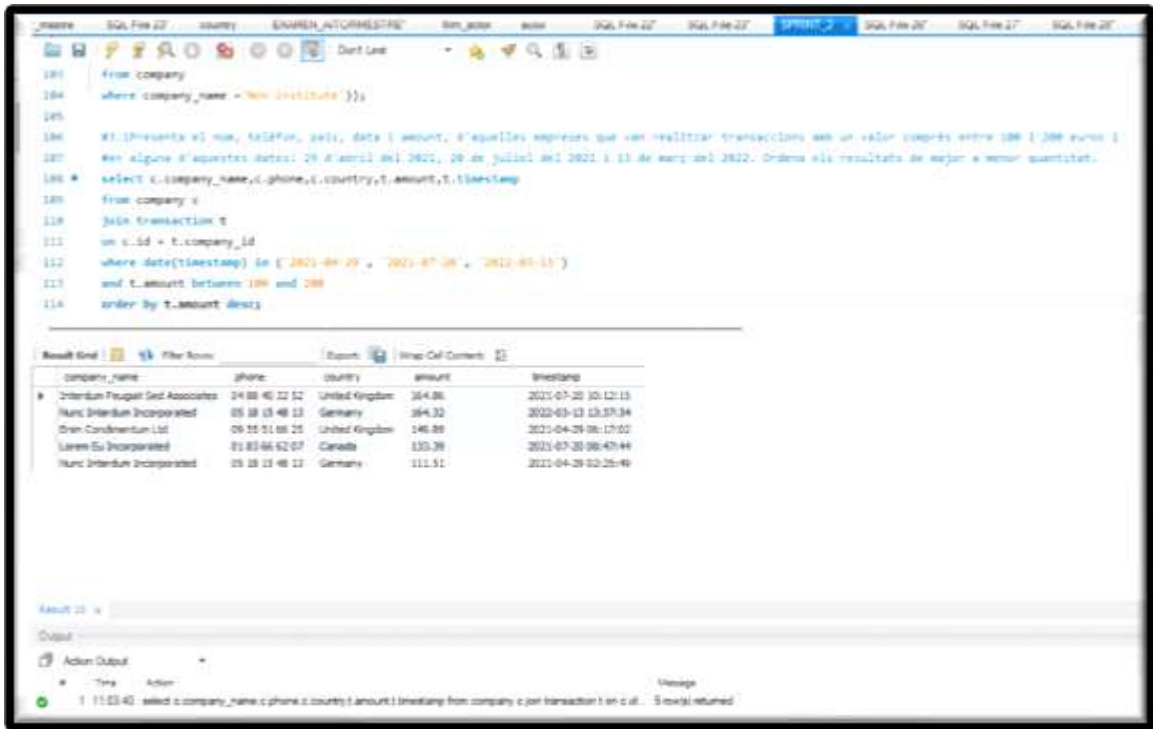 _mestre SQL File 23* country EXAMEN_AITORMESTRE* film_actor actor SQL File 22* SQL File 23* SPRINT_2 SQL File 26* SQL File 27* SQL File 28*
Don't Limit
103 from company
104 where company_name = 'Non Institute'));
105
106 #3.1Presenta el nom, telèfon, país, data i amount, d'aquelles empreses que van realitzar transaccions amb un valor comprès entre 100 i 200 euros i
107 #en alguna d'aquestes dates: 29 d'abril del 2021, 20 de juliol del 2021 i 13 de març del 2022. Ordena els resultats de major a menor quantitat.
108 select c.company_name,c.phone,c.country,t.amount,t.timestamp
109 from company c
110 join transaction t
111 on c.id = t.company_id
112 where date(timestamp) in ( '2021-04-29' , '2021-07-20' , '2022-03-13' )
113 and t.amount between 100 and 200
114 order by t.amount desc;
Result Grid Filter Rows: Export: Wrap Cell Content:
company_name phone country amount timestamp
Interdum Feugiat Sed Associates United Kingdom 164.86 2021-07-20 10:12:15
Nunc Interdum Incorporated 05 18 15 48 13 Germany 164.32 2022-03-13 13:37:34
Enim Condimentum Ltd 09 55 51 66 25 United Kingdom 2021-04-29 06:17:02
Lorem Eu Incorporated 01 83 66 62 07 Canada 133.39 2021-07-20 06:47:44
Nunc Interdum Incorporated 05 18 15 48 13 Germany 111.51 2021-04-29 02:25:49
Result
Output
Action Output
# Time Action Message
1 11:03:40 select c.company_name,c.phone,c.country,t.amount,t.timestamp from company c join transaction t on c.id... 5 row(s) returned